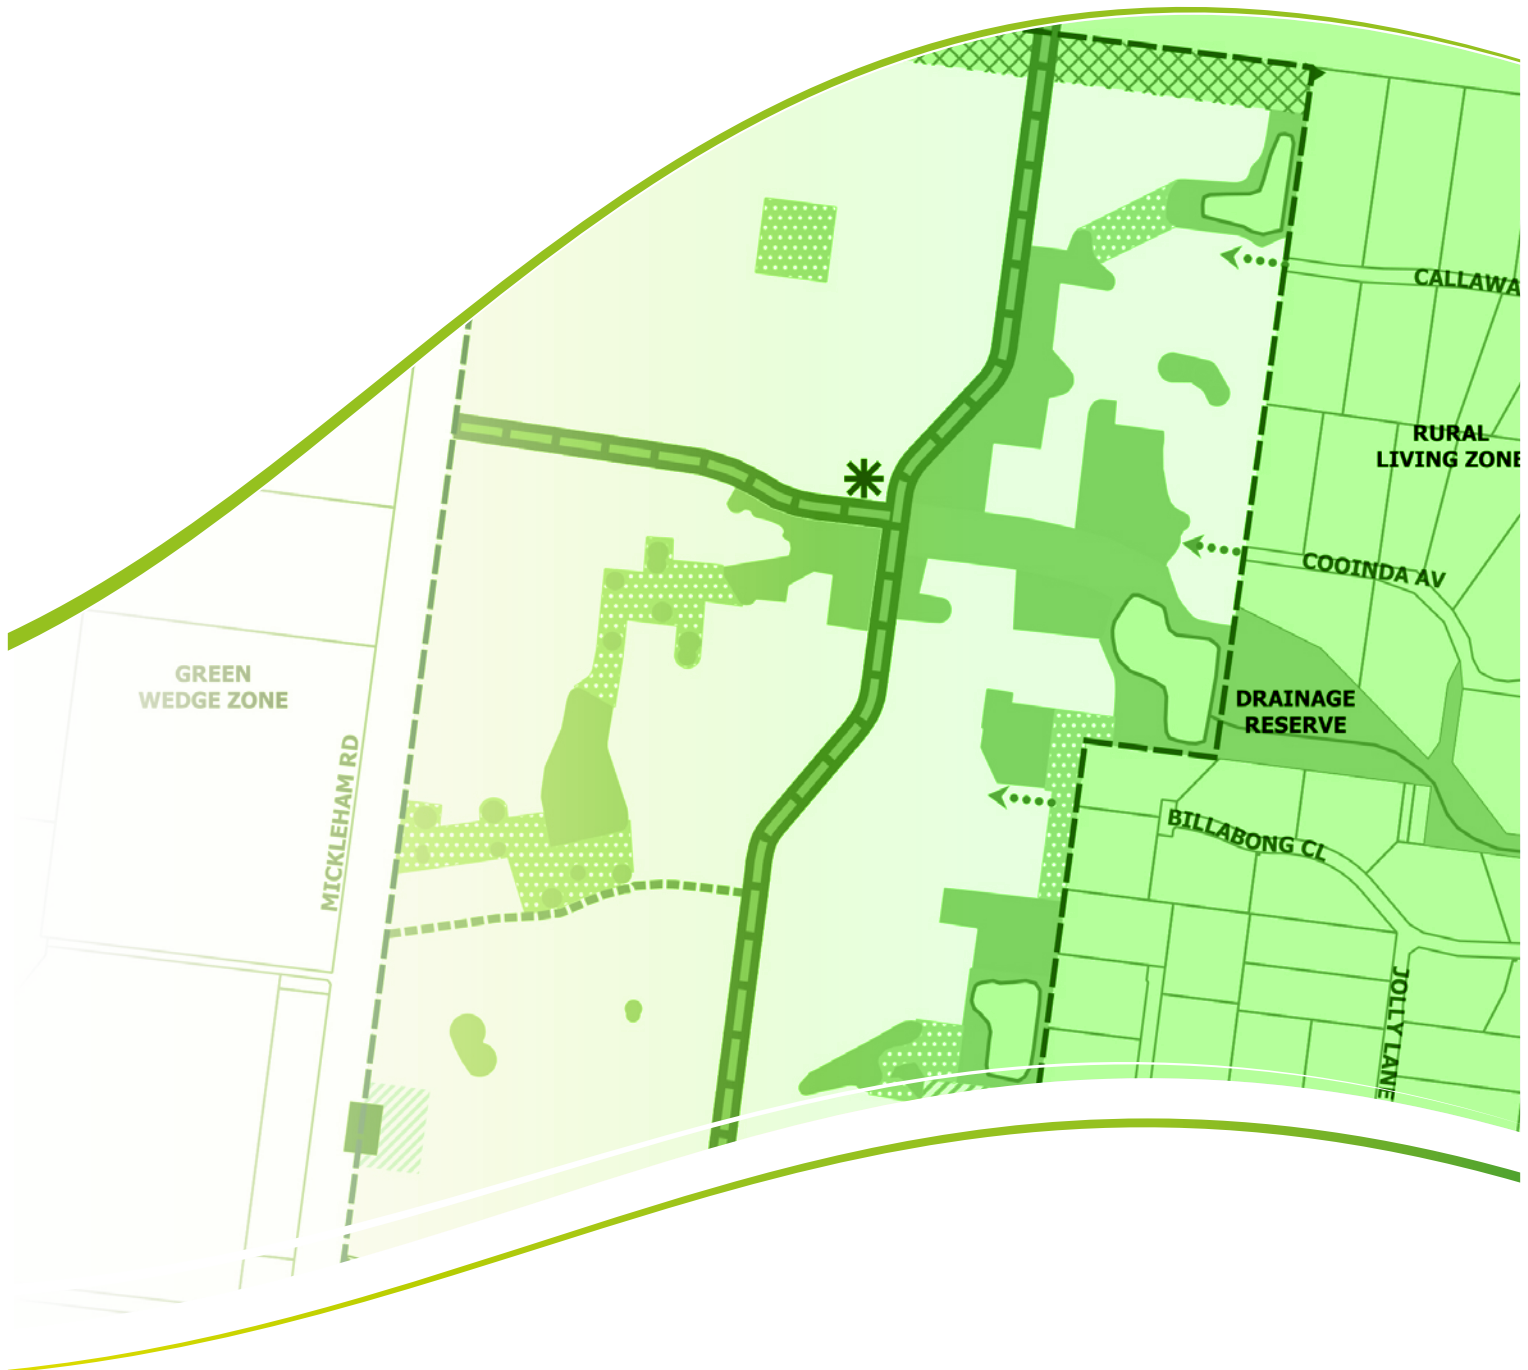 CALLAWA
RURAL
LIVING ZONE
COOINDA AV
GREEN
WEDGE ZONE
DRAINAGE
RESERVE
MICKLEHAM RD
BILLABONG CL
JOLLY LANE